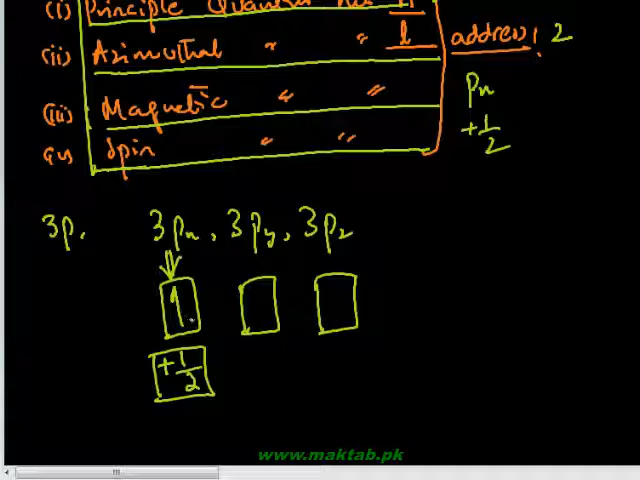 (i) Principle Quantum No. n
(ii) Azimuthal " " l
address: 2
(iii) Magnetic " "
Px
+1/2
(iv) Spin " "
3p. 3px, 3py, 3pz
1
+1/2
www.maktab.pk